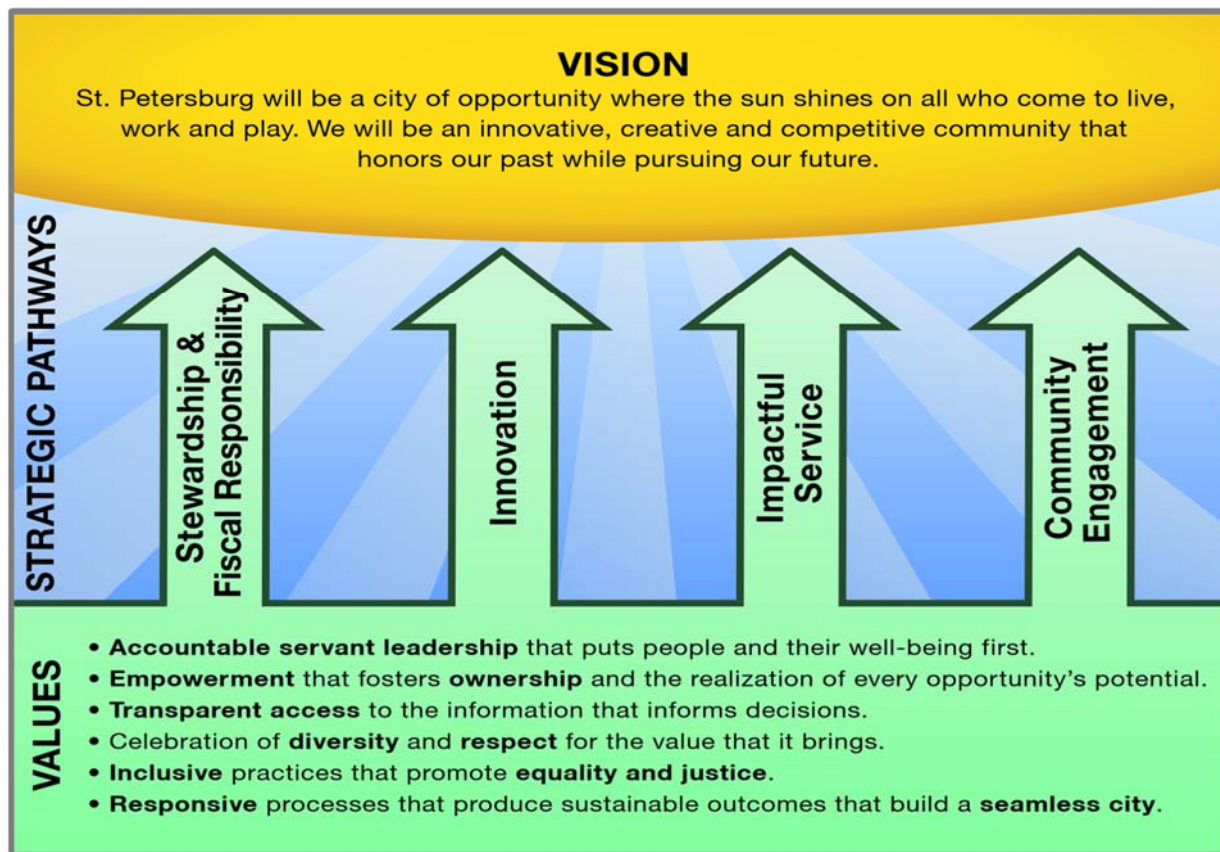 VISION
St. Petersburg will be a city of opportunity where the sun shines on all who come to live,
work and play. We will be an innovative, creative and competitive community that
honors our past while pursuing our future.
STRATEGIC PATHWAYS
Stewardship &
Fiscal Responsibility
Innovation
Impactful
Service
Community
Engagement
VALUES
• Accountable servant leadership that puts people and their well-being first.
• Empowerment that fosters ownership and the realization of every opportunity's potential.
• Transparent access to the information that informs decisions.
• Celebration of diversity and respect for the value that it brings.
• Inclusive practices that promote equality and justice.
• Responsive processes that produce sustainable outcomes that build a seamless city.